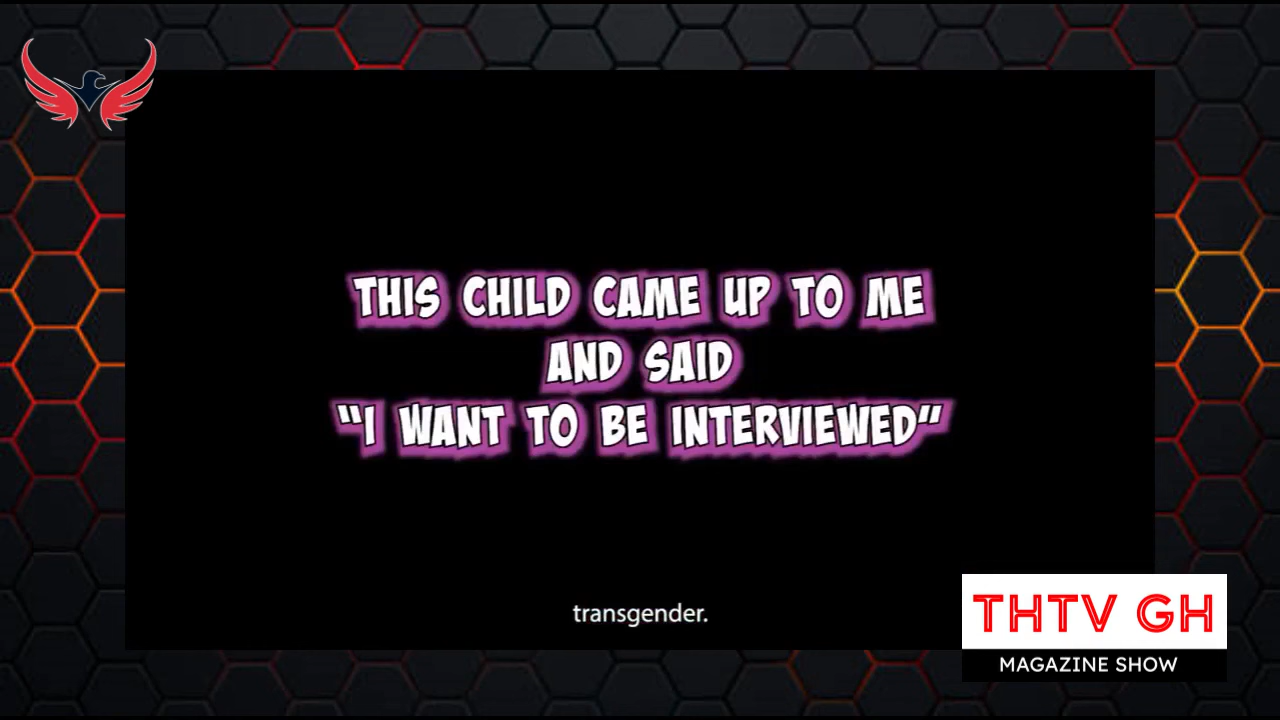 THIS CHILD CAME UP TO ME
AND SAID
"I WANT TO BE INTERVIEWED"
transgender.
THTV GH
MAGAZINE SHOW